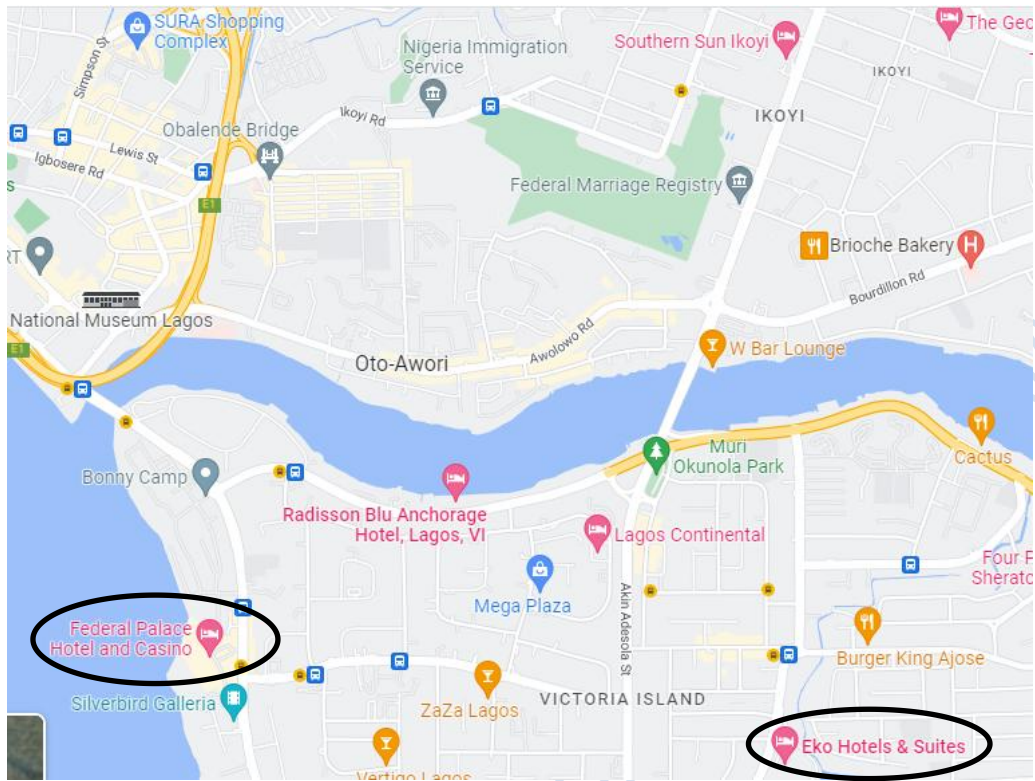 SURA Shopping
Complex
Simpson St
Nigeria Immigration
Service
Southern Sun Ikoyi
The Geo
IKOYI
IKOYI
Ikoyi Rd
Obalende Bridge
Lewis St
Igbosere Rd
s
E1
Federal Marriage Registry
RT
Brioche Bakery
H
Bourdillon Rd
National Museum Lagos
E1
Awolowo Rd
Oto-Awori
W Bar Lounge
Muri
Okunola Park
Cactus
Bonny Camp
Radisson Blu Anchorage
Hotel, Lagos, VI
Lagos Continental
Four P
Sherato
Mega Plaza
Akin Adesola St
Federal Palace
Hotel and Casino
Burger King Ajose
Silverbird Galleria
ZaZa Lagos
VICTORIA ISLAND
Eko Hotels & Suites
Vertigo Lagos